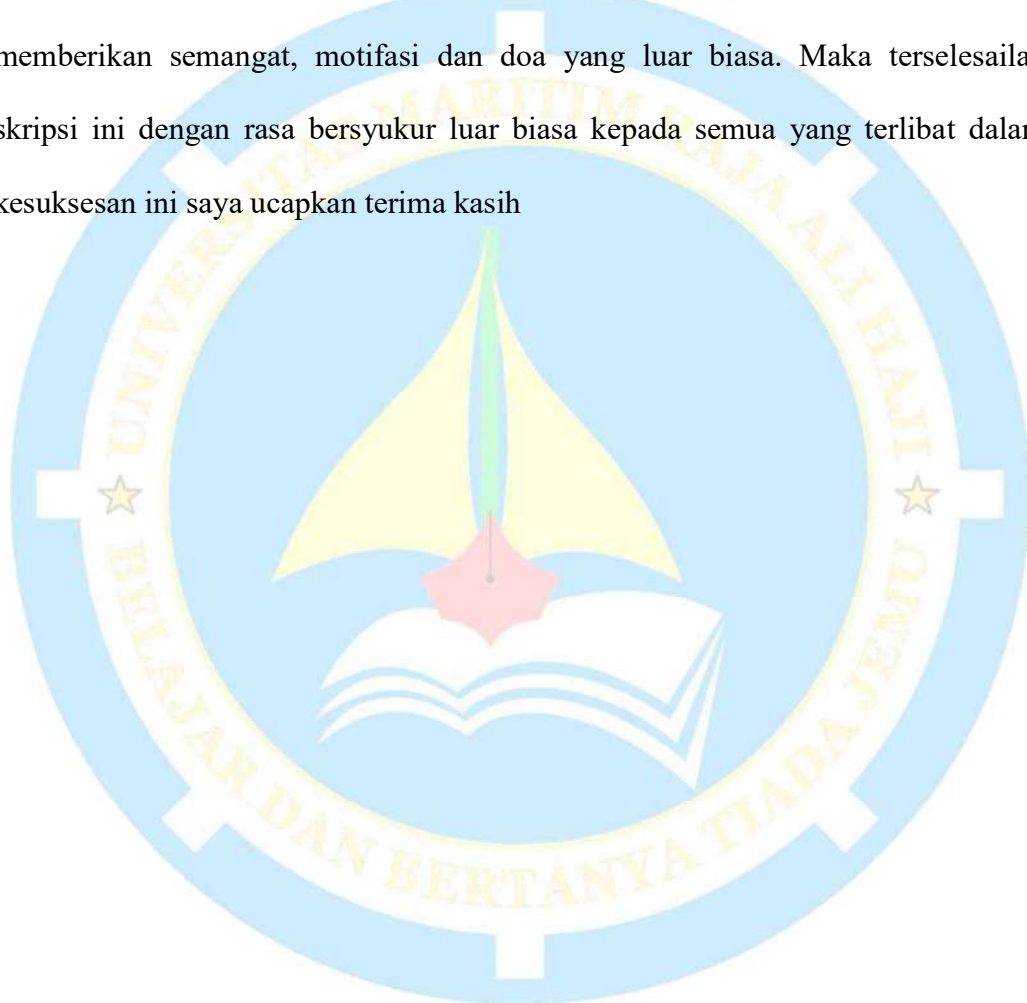 memberikan semangat, motifasi dan doa yang luar biasa. Maka terselesaila
skripsi ini dengan rasa bersyukur luar biasa kepada semua yang terlibat dalam
kesuksesan ini saya ucapkan terima kasih
UNIVERSITAS MARITIM RAJA ALI HAJI
BELAJAR DAN BERTANYA TIADA JEMU